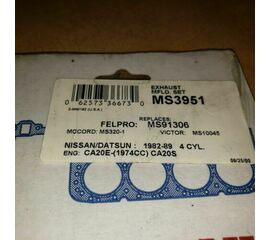 EXHAUST
MFLD. SET
MS3951
0 62573 36673 0
REPLACES:
FELPRO: MS91306
MCCORD: MS320-1 VICTOR: MS10045
NISSAN/DATSUN : 1982-89 4 CYL.
ENG: CA20E-(1974CC) CA20S